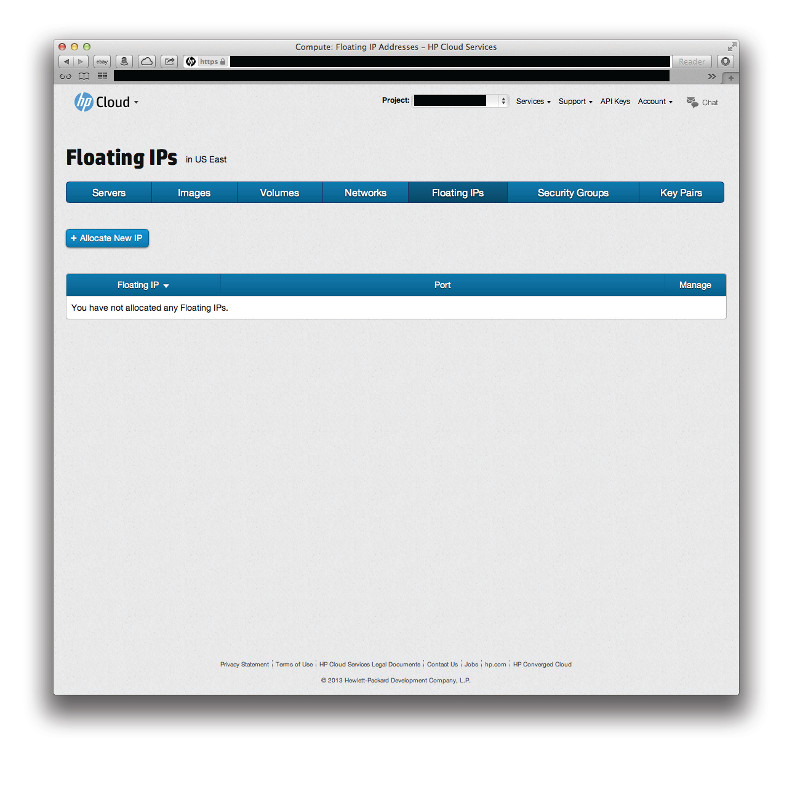 Compute: Floating IP Addresses – HP Cloud Services
ebay hp https Reader
hp Cloud
Project: Services Support API Keys Account Chat
Floating IPs in US East
Servers Images Volumes Networks Floating IPs Security Groups Key Pairs
+ Allocate New IP
Floating IP Port Manage
You have not allocated any Floating IPs.
Privacy Statement | Terms of Use | HP Cloud Services Legal Documents | Contact Us | Jobs | hp.com | HP Converged Cloud
© 2013 Hewlett-Packard Development Company, L.P.